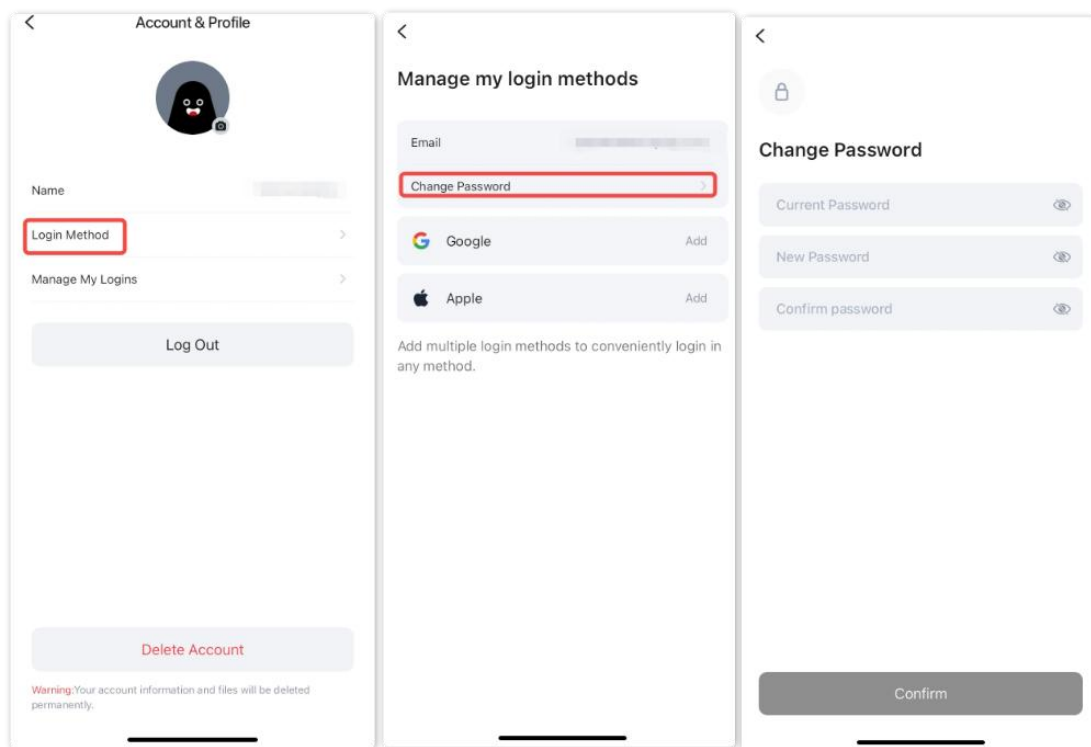 Account & Profile
Name
Login Method
Manage My Logins
Log Out
Delete Account
Warning:Your account information and files will be deleted
permanently.
Manage my login methods
Email
Change Password
Google Add
Apple Add
Add multiple login methods to conveniently login in
any method.
Change Password
Current Password
New Password
Confirm password
Confirm